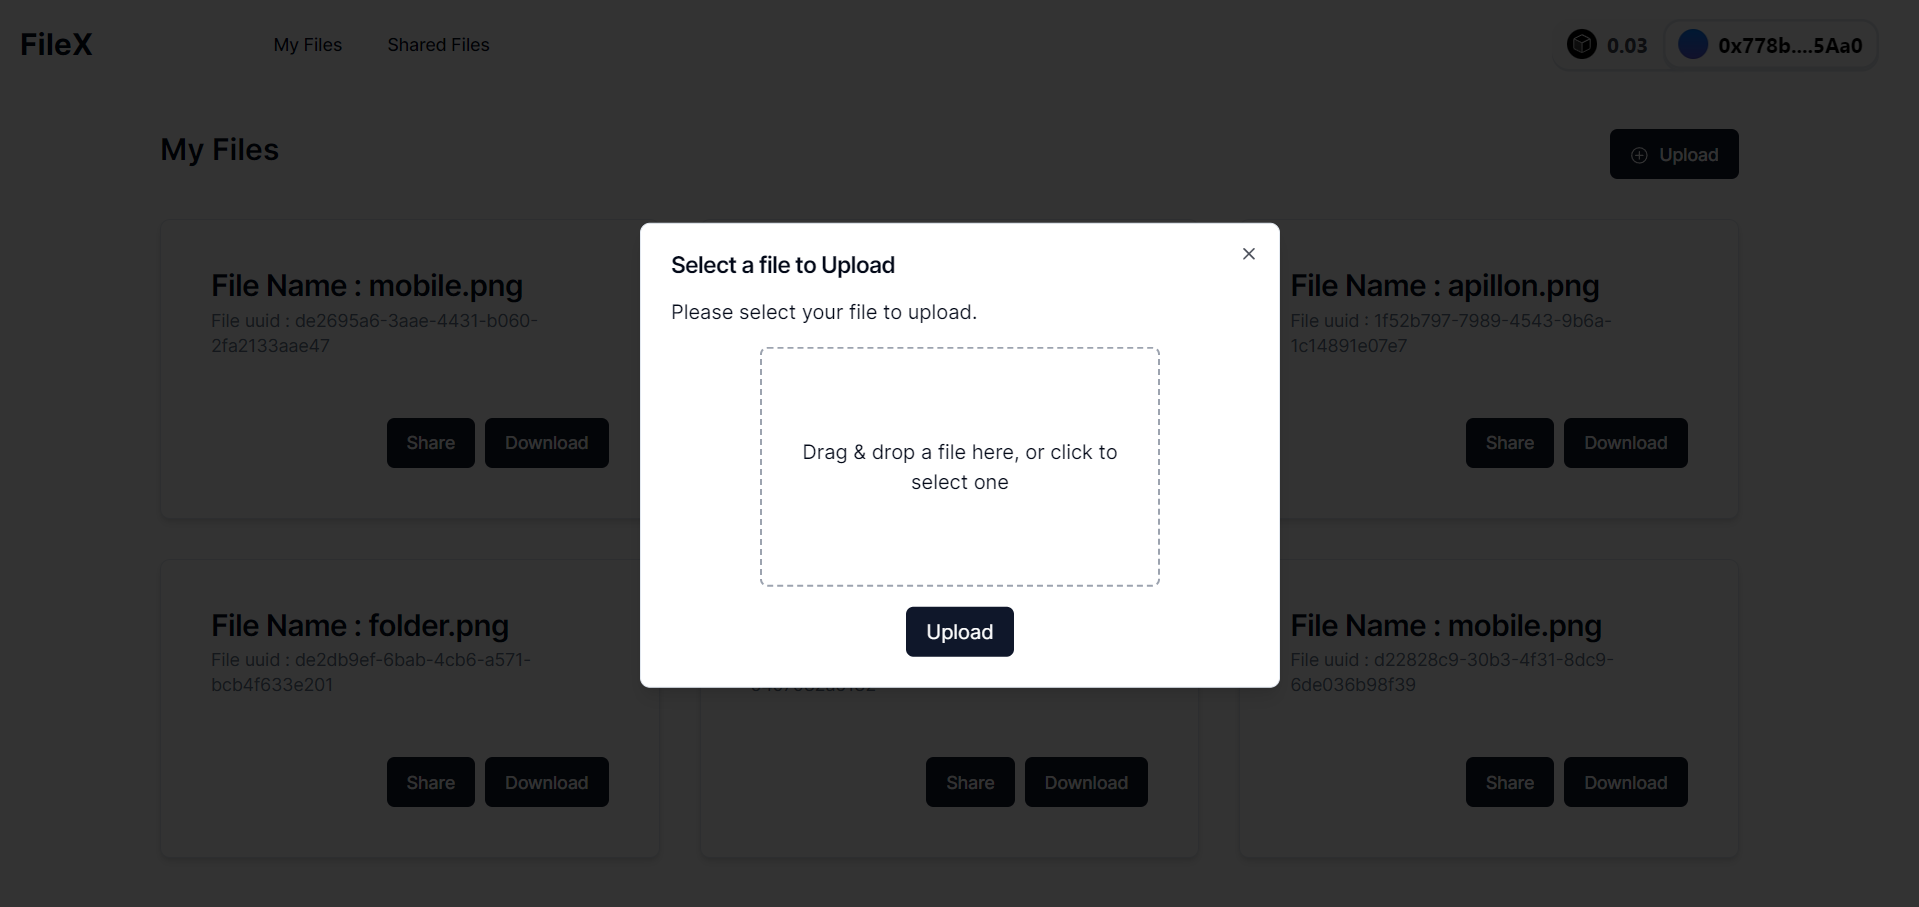 FileX
My Files
Shared Files
0.03
0x778b....5Aa0
My Files
Upload
File Name : mobile.png
File uuid : de2695a6-3aae-4431-b060-
2fa2133aae47
Share
Download
Select a file to Upload
Please select your file to upload.
Drag & drop a file here, or click to
select one
Upload
File Name : apillon.png
File uuid : 1f52b797-7989-4543-9b6a-
1c14891e07e7
Share
Download
File Name : folder.png
File uuid : de2db9ef-6bab-4cb6-a571-
bcb4f633e201
Share
Download
Share
Download
File Name : mobile.png
File uuid : d22828c9-30b3-4f31-8dc9-
6de036b98f39
Share
Download